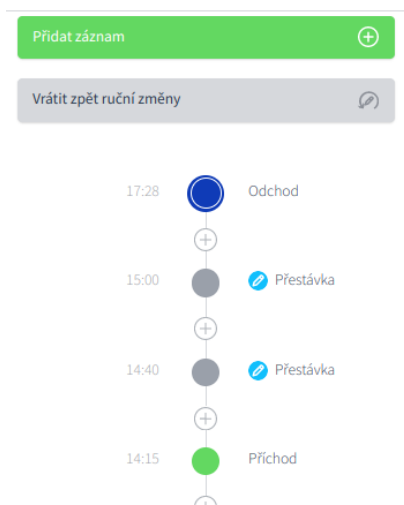 Přidat záznam
Vrátit zpět ruční změny
17:28 Odchod
15:00 Přestávka
14:40 Přestávka
14:15 Příchod